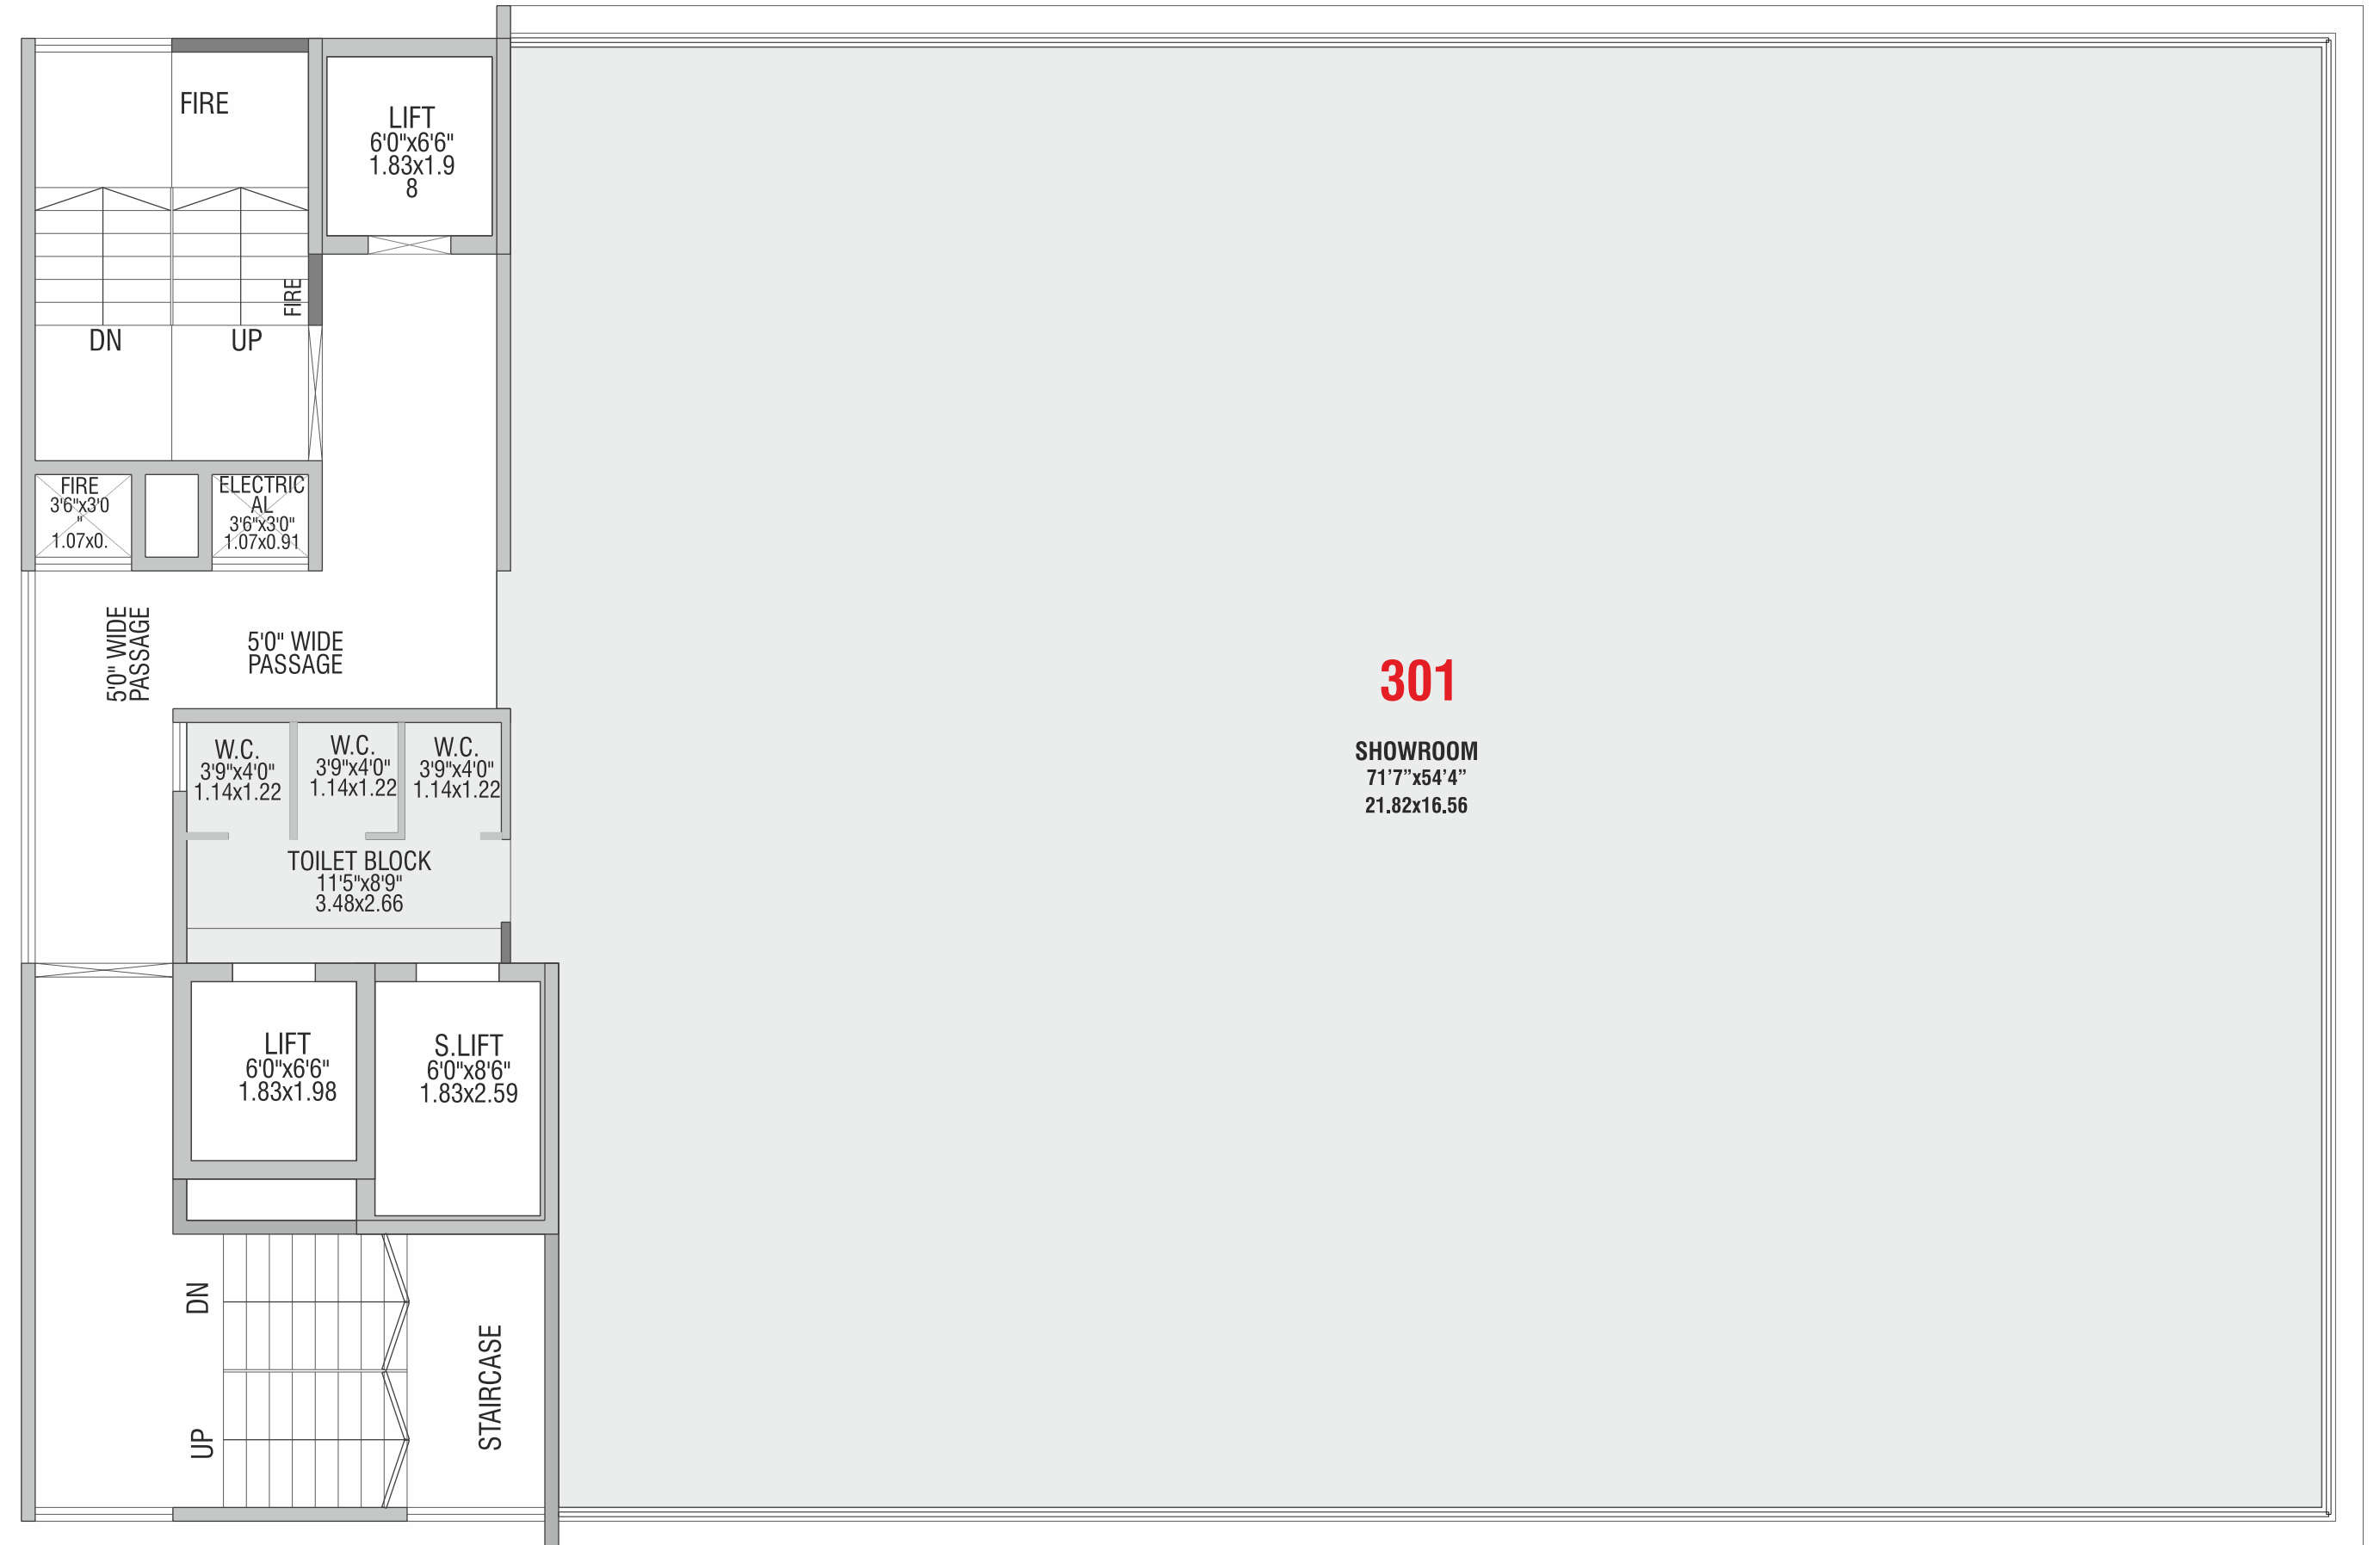 FIRE
LIFT
6'0"x6'6"
1.83x1.9
8
FIRE
DN
UP
FIRE
3'6"x3'0
"
1.07x0.
ELECTRIC
AL
3'6"x3'0"
1.07x0.91
5'0" WIDE
PASSAGE
5'0" WIDE
PASSAGE
301
SHOWROOM
71’7”x54’4”
21.82x16.56
W.C.
3'9"x4'0"
1.14x1.22
W.C.
3'9"x4'0"
1.14x1.22
W.C.
3'9"x4'0"
1.14x1.22
TOILET BLOCK
11'5"x8'9"
3.48x2.66
LIFT
6'0"x6'6"
1.83x1.98
S.LIFT
6'0"x8'6"
1.83x2.59
DN
UP
STAIRCASE